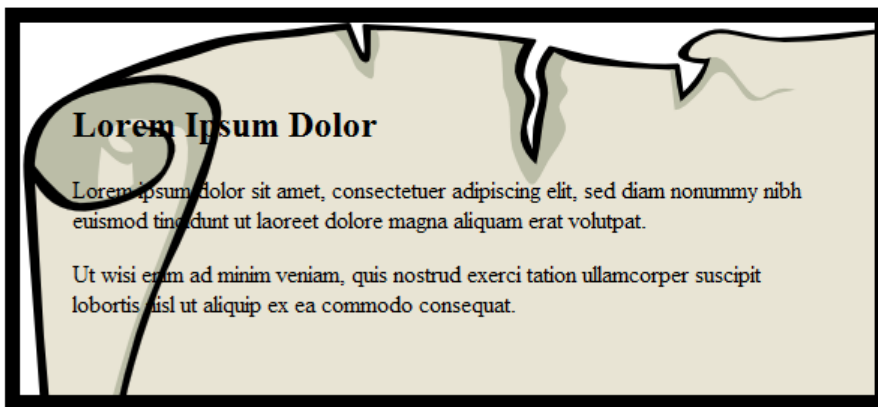 Lorem Ipsum Dolor
Lorem ipsum dolor sit amet, consectetuer adipiscing elit, sed diam nonummy nibh
euismod tincidunt ut laoreet dolore magna aliquam erat volutpat.
Ut wisi enim ad minim veniam, quis nostrud exerci tation ullamcorper suscipit
lobortis nisl ut aliquip ex ea commodo consequat.